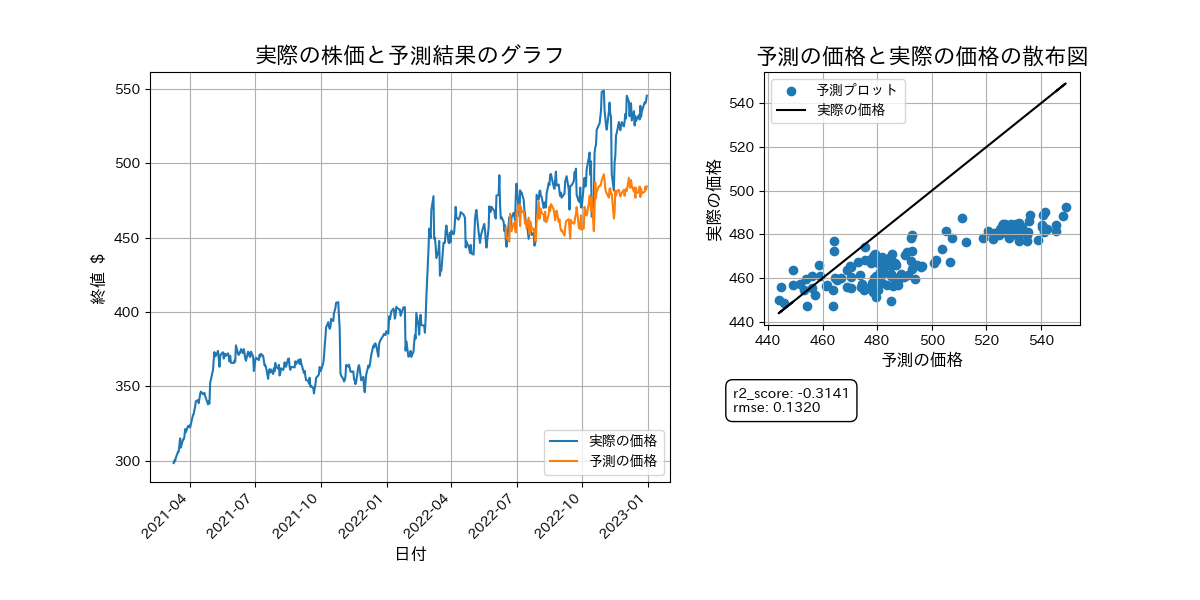 実際の株価と予測結果のグラフ
550
500
450
400
350
300
終値 $
2021-04
2021-07
2021-10
2022-01
2022-04
2022-07
2022-10
2023-01
日付
実際の価格
予測の価格
予測の価格と実際の価格の散布図
予測プロット
実際の価格
540
520
500
480
460
440
実際の価格
440
460
480
500
520
540
予測の価格
r2_score: -0.3141
rmse: 0.1320